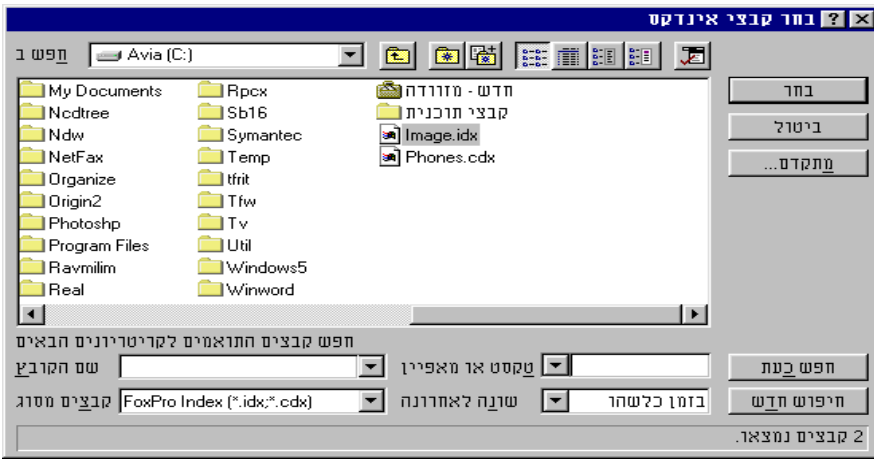 בחר קבצי אינדקס
חפש ב Avia (C:)
My Documents
Ncdtree
Ndw
NetFax
Organize
Origin2
Photoshp
Program Files
Ravmilim
Real
Rpcx
Sb16
Symantec
Temp
tfrit
Tfw
Tv
Util
Windows5
Winword
חדש - מזוודה
קבצי תוכנית
Image.idx
Phones.cdx
בחר
ביטול
מתקדם...
חפש קבצים התואמים לקריטריונים הבאים
שם הקובץ
טקסט או מאפיין
חפש כעת
קבצים מסוג FoxPro Index (*.idx;*.cdx)
שונה לאחרונה בזמן כלשהו
חיפוש חדש
2 קבצים נמצאו.